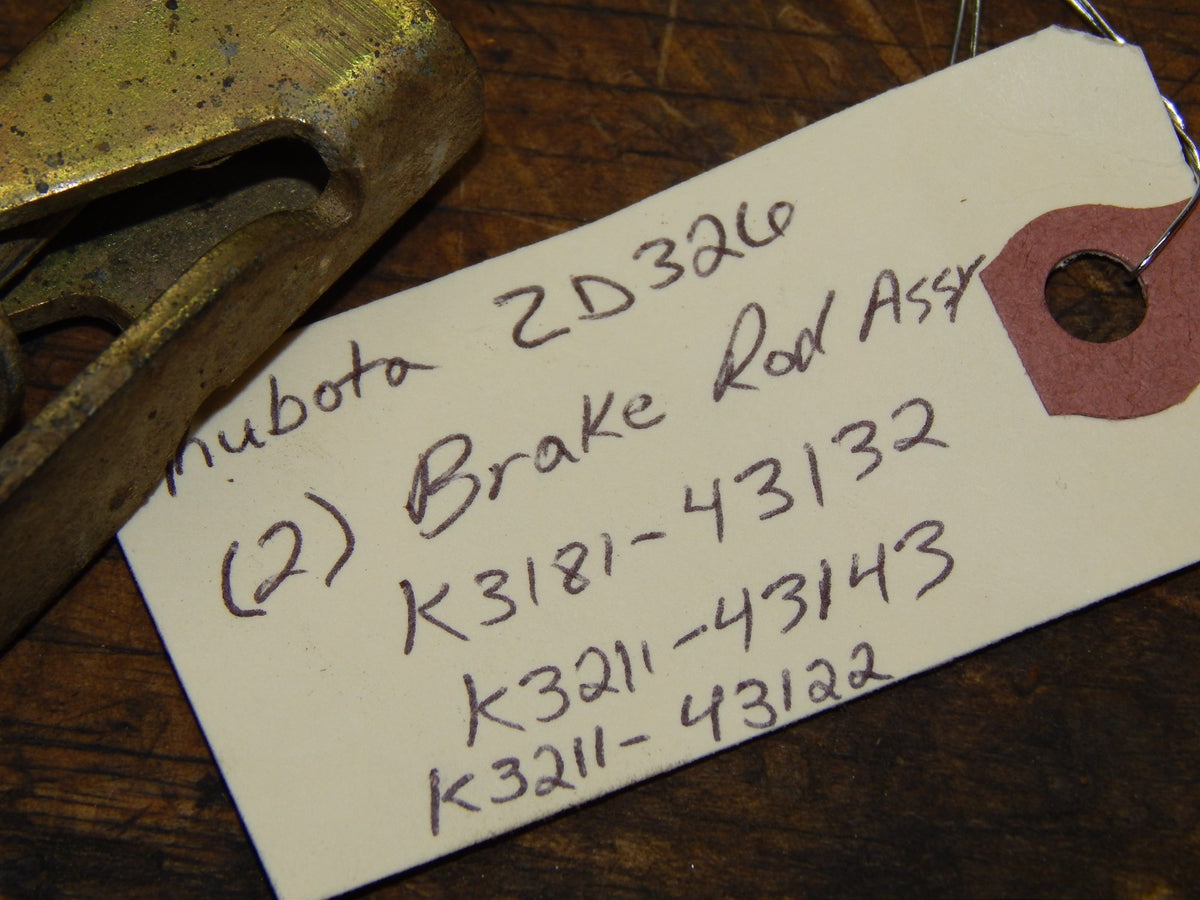 Kubota ZD326
(2) Brake Rod Assy
K3181-43132
K3211-43143
K3211-43122